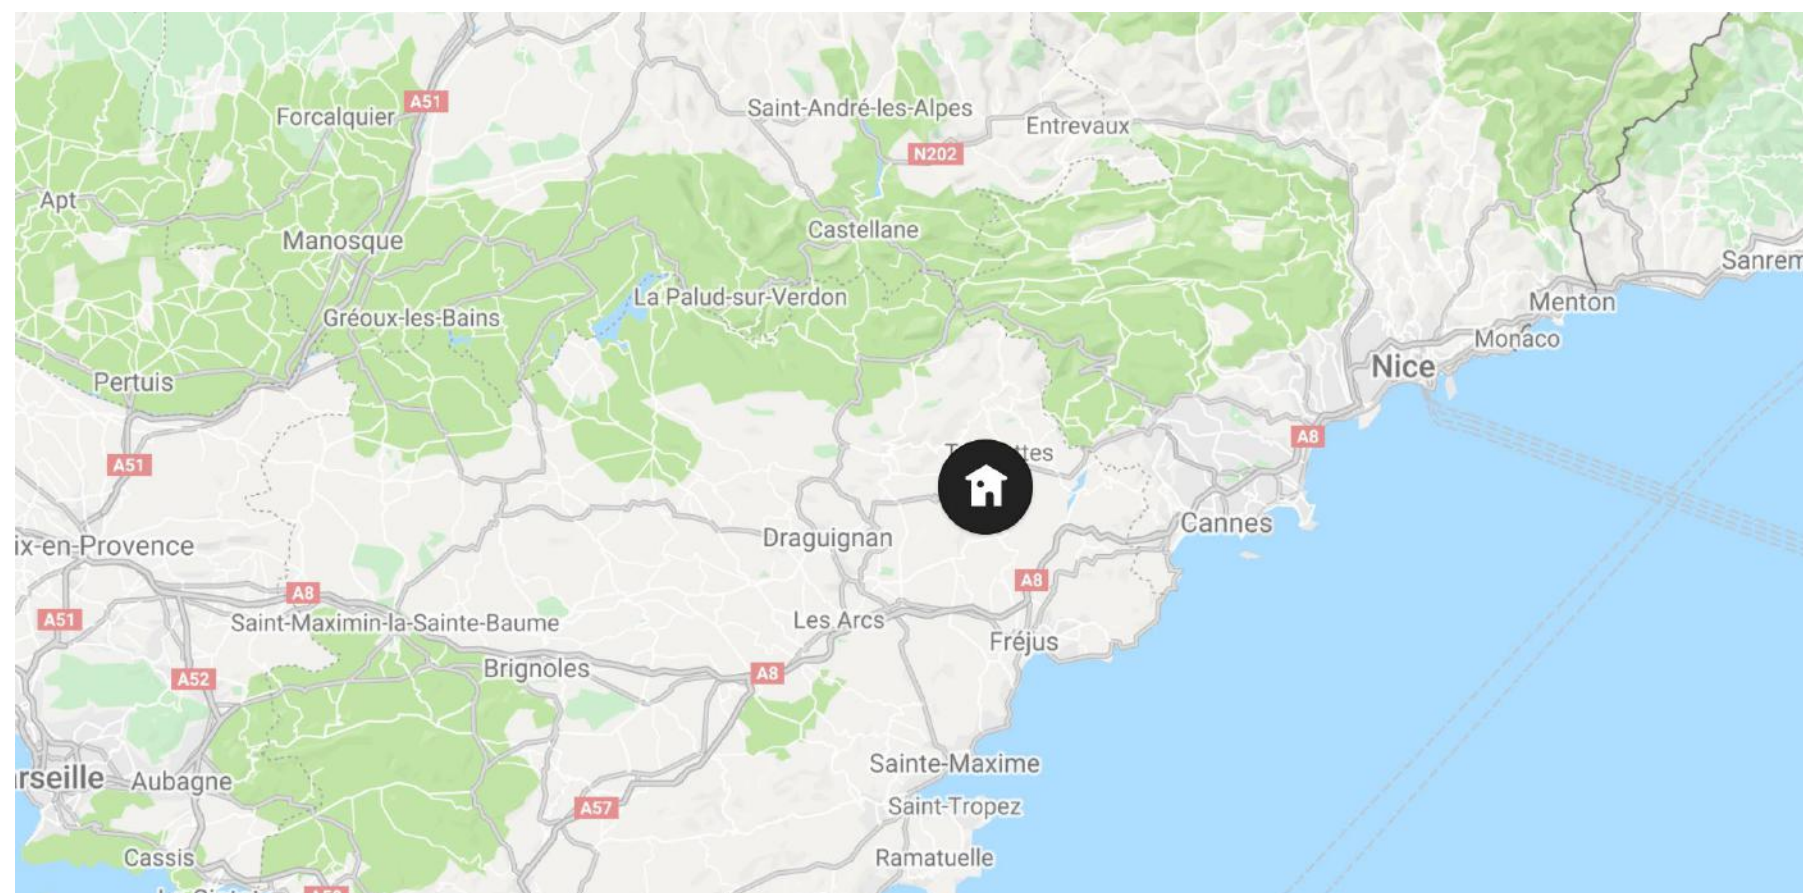 Saint-André-les-Alpes
A51
Forcalquier
Entrevaux
N202
Apt
Castellane
Manosque
Sanrem
La Palud-sur-Verdon
Menton
Gréoux-les-Bains
Monaco
Nice
Pertuis
A8
ttes
A51
Cannes
Draguignan
ix-en-Provence
A8
A8
A51
Les Arcs
Saint-Maximin-la-Sainte-Baume
Fréjus
Brignoles
A8
A52
Sainte-Maxime
rseille
Aubagne
Saint-Tropez
A57
Cassis
Ramatuelle